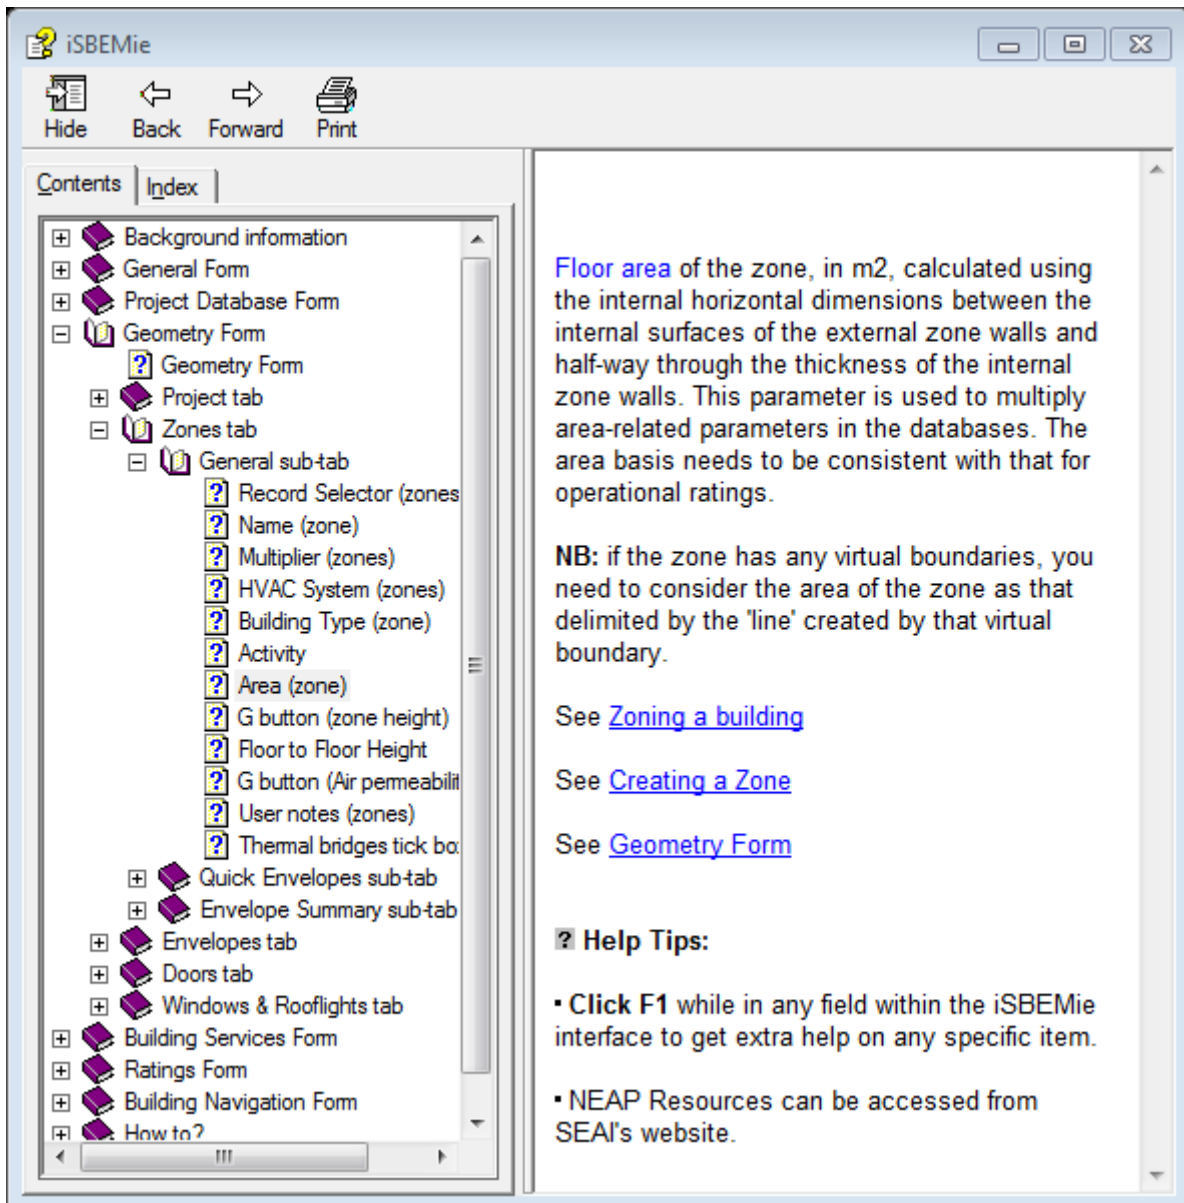 iSBEMie
Hide Back Forward Print
Contents Index
Background information
General Form
Project Database Form
Geometry Form
Geometry Form
Project tab
Zones tab
General sub-tab
Record Selector (zones
Name (zone)
Multiplier (zones)
HVAC System (zones)
Building Type (zone)
Activity
Area (zone)
G button (zone height)
Floor to Floor Height
G button (Air permeabilit
User notes (zones)
Thermal bridges tick bo
Quick Envelopes sub-tab
Envelope Summary sub-tab
Envelopes tab
Doors tab
Windows & Rooflights tab
Building Services Form
Ratings Form
Building Navigation Form
How to?
Floor area of the zone, in m2, calculated using
the internal horizontal dimensions between the
internal surfaces of the external zone walls and
half-way through the thickness of the internal
zone walls. This parameter is used to multiply
area-related parameters in the databases. The
area basis needs to be consistent with that for
operational ratings.
NB: if the zone has any virtual boundaries, you
need to consider the area of the zone as that
delimited by the 'line' created by that virtual
boundary.
See Zoning a building
See Creating a Zone
See Geometry Form
? Help Tips:
▪ Click F1 while in any field within the iSBEMie
interface to get extra help on any specific item.
▪ NEAP Resources can be accessed from
SEAI's website.